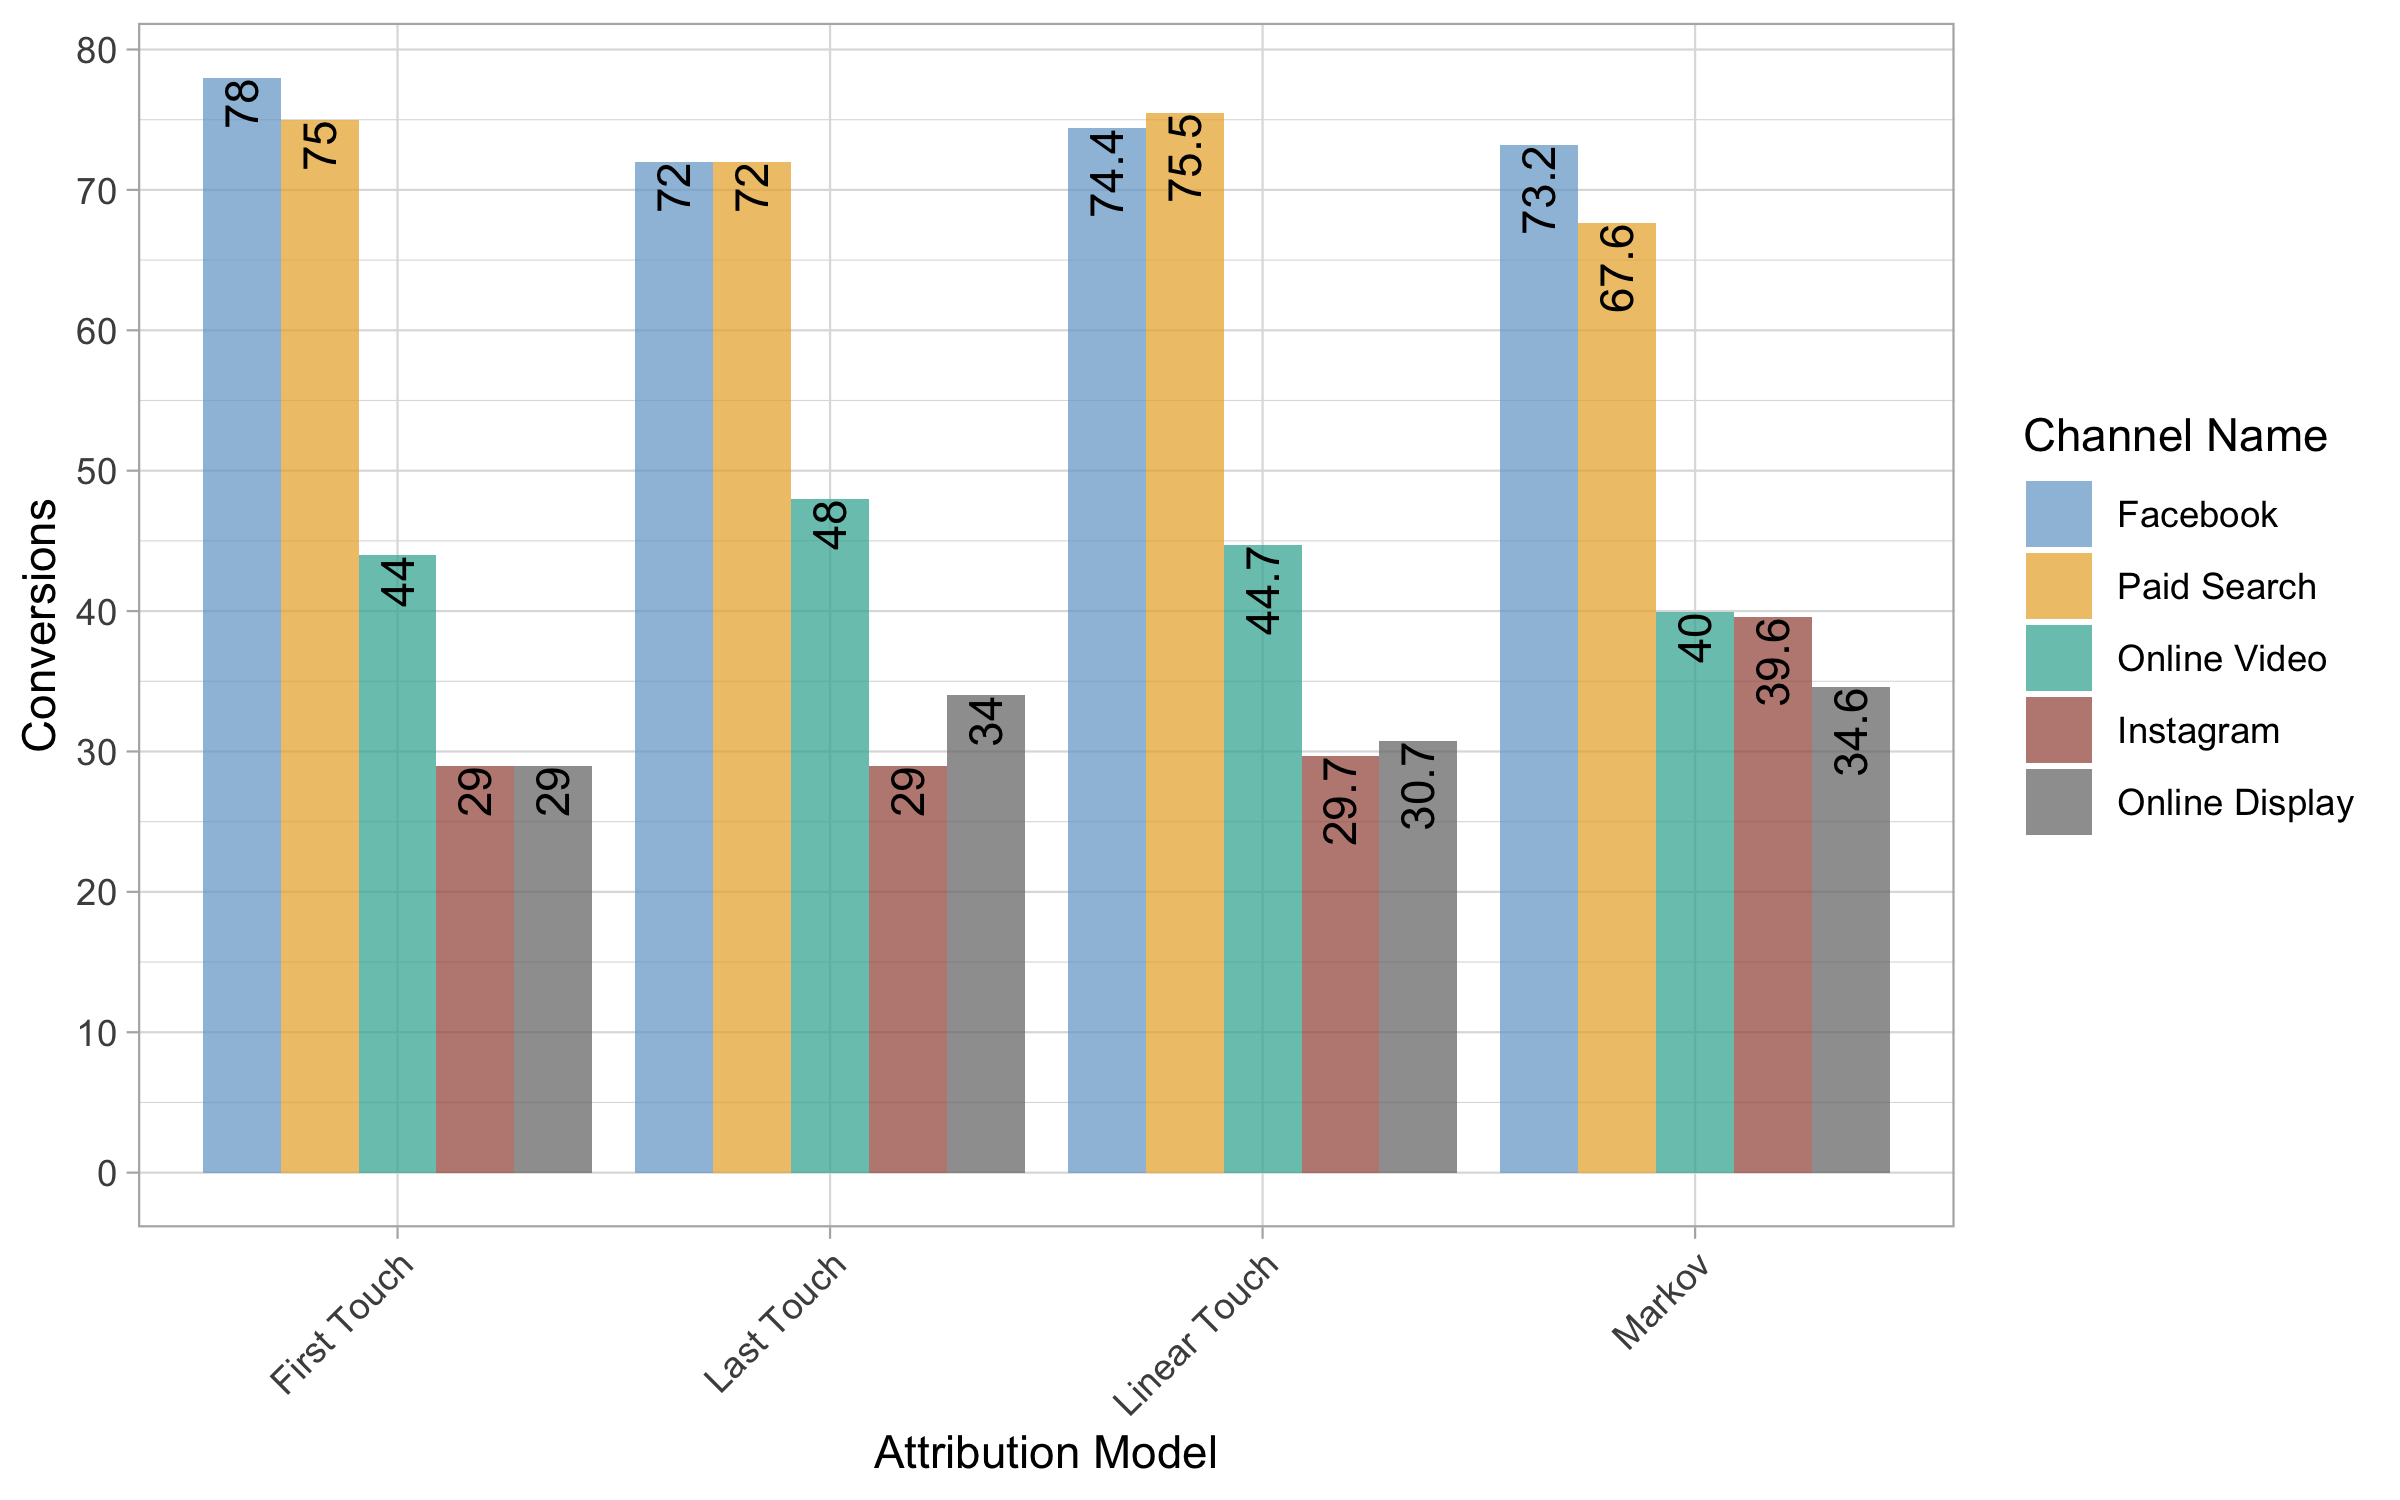 80
70
60
50
40
30
20
10
0
Conversions
78
75
44
29
29
72
72
48
29
34
74.4
75.5
44.7
29.7
30.7
73.2
67.6
40
39.6
34.6
First Touch
Last Touch
Linear Touch
Markov
Attribution Model
Channel Name
Facebook
Paid Search
Online Video
Instagram
Online Display